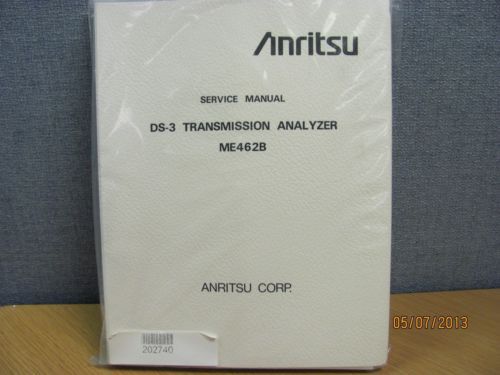 Anritsu
SERVICE MANUAL
DS-3 TRANSMISSION ANALYZER
ME462B
ANRITSU CORP.
202740
05/07/2013